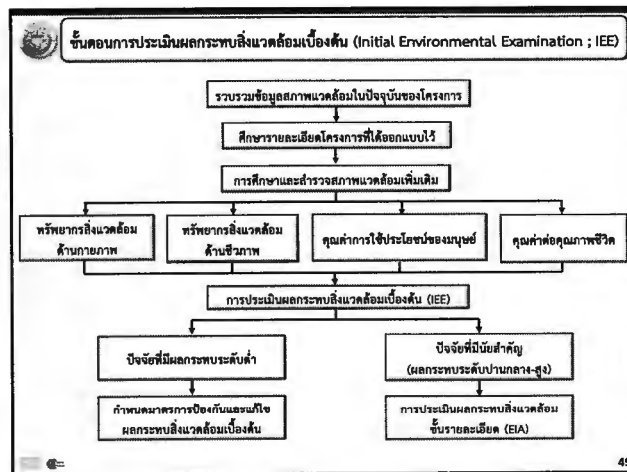 ขั้นตอนการประเมินผลกระทบสิ่งแวดล้อมเบื้องต้น (Initial Environmental Examination ; IEE)
รวบรวมข้อมูลสภาพแวดล้อมในปัจจุบันของโครงการ
ศึกษารายละเอียดโครงการที่ได้ออกแบบไว้
การศึกษาและสำรวจสภาพแวดล้อมเพิ่มเติม
ทรัพยากรสิ่งแวดล้อม
ด้านกายภาพ
ทรัพยากรสิ่งแวดล้อม
ด้านชีวภาพ
คุณค่าการใช้ประโยชน์ของมนุษย์
คุณค่าต่อคุณภาพชีวิต
การประเมินผลกระทบสิ่งแวดล้อมเบื้องต้น (IEE)
ปัจจัยที่มีผลกระทบระดับต่ำ
ปัจจัยที่มีนัยสำคัญ
(ผลกระทบระดับปานกลาง-สูง)
กำหนดมาตรการป้องกันและแก้ไข
ผลกระทบสิ่งแวดล้อมเบื้องต้น
การประเมินผลกระทบสิ่งแวดล้อม
ขั้นรายละเอียด (EIA)
49